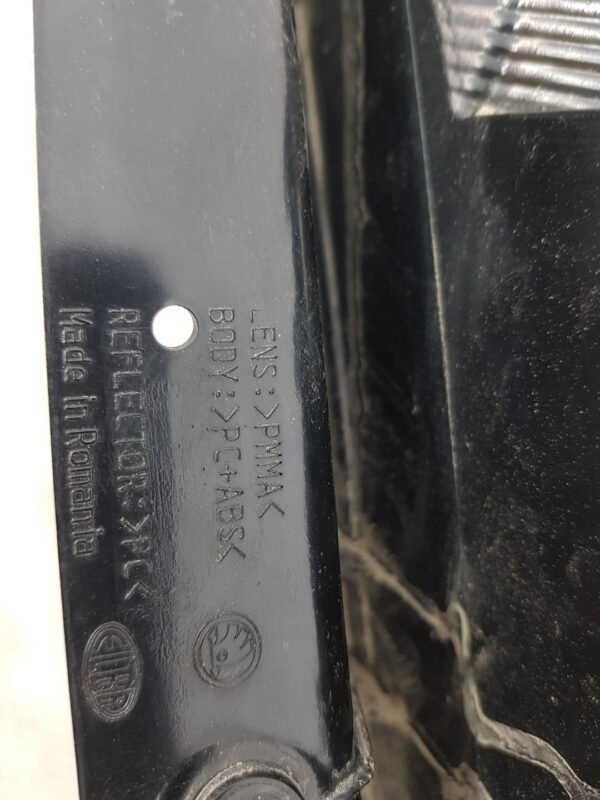 LENS:>PMMA<
BODY:>PC+ABS<
REFLECTOR:>PC<
Made in Romania